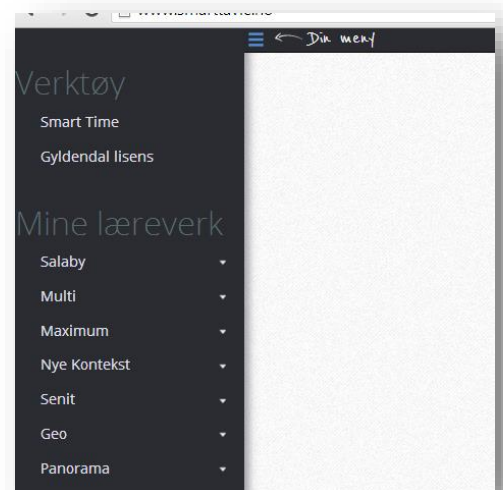 Din meny
Verktøy
Smart Time
Gyldendal lisens
Mine læreverk
Salaby
Multi
Maximum
Nye Kontekst
Senit
Geo
Panorama